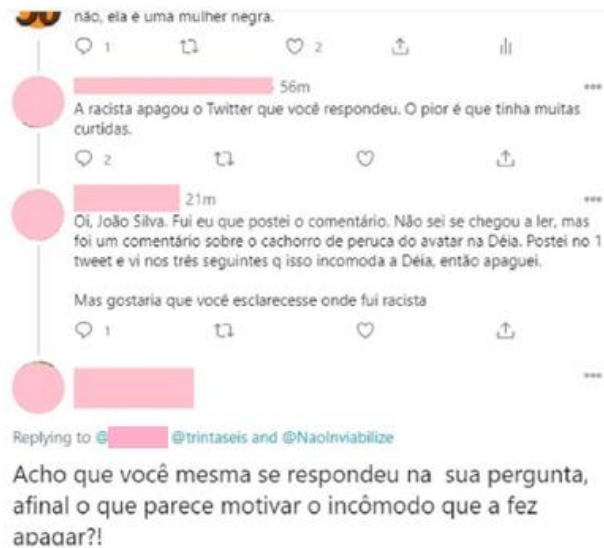 não, ela é uma mulher negra.
1 2
56m
A racista apagou o Twitter que você respondeu. O pior é que tinha muitas
curtidas.
2
21m
Oi, João Silva. Fui eu que postei o comentário. Não sei se chegou a ler, mas
foi um comentário sobre o cachorro de peruca do avatar na Déia. Postei no 1
tweet e vi nos três seguintes q isso incomoda a Déia, então apaguei.
Mas gostaria que você esclarecesse onde fui racista
1
Replying to @ @trintaseis and @NaoInviabilize
Acho que você mesma se respondeu na sua pergunta,
afinal o que parece motivar o incômodo que a fez
apagar?!